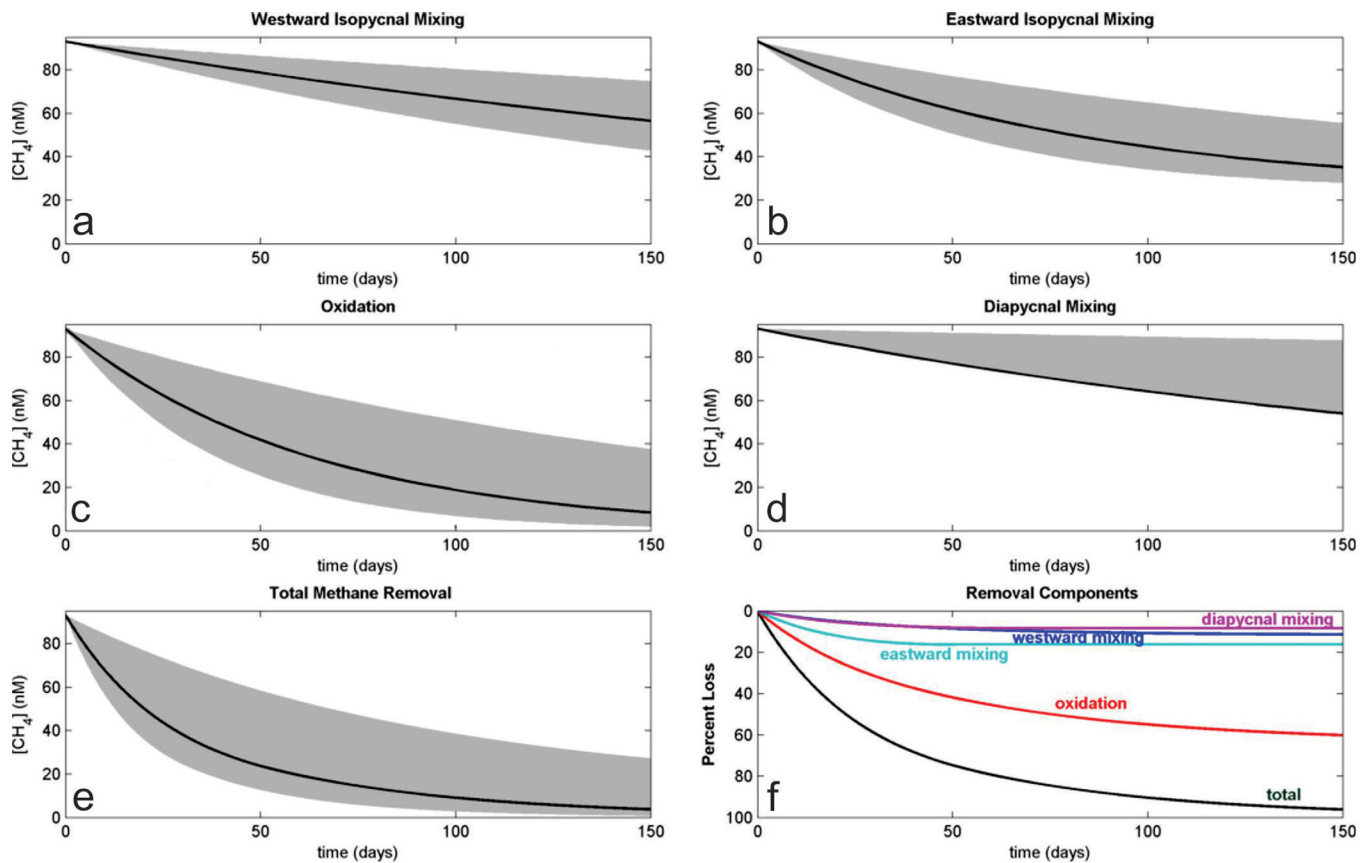 Westward Isopycnal Mixing
80
60
40
20
0
[CH₄] (nM)
a
0 50 100 150
time (days)
Eastward Isopycnal Mixing
80
60
40
20
0
[CH₄] (nM)
b
0 50 100 150
time (days)
Oxidation
80
60
40
20
0
[CH₄] (nM)
c
0 50 100 150
time (days)
Diapycnal Mixing
80
60
40
20
0
[CH₄] (nM)
d
0 50 100 150
time (days)
Total Methane Removal
80
60
40
20
0
[CH₄] (nM)
e
0 50 100 150
time (days)
Removal Components
0
20
40
60
80
100
Percent Loss
diapycnal mixing
westward mixing
eastward mixing
oxidation
total
f
0 50 100 150
time (days)